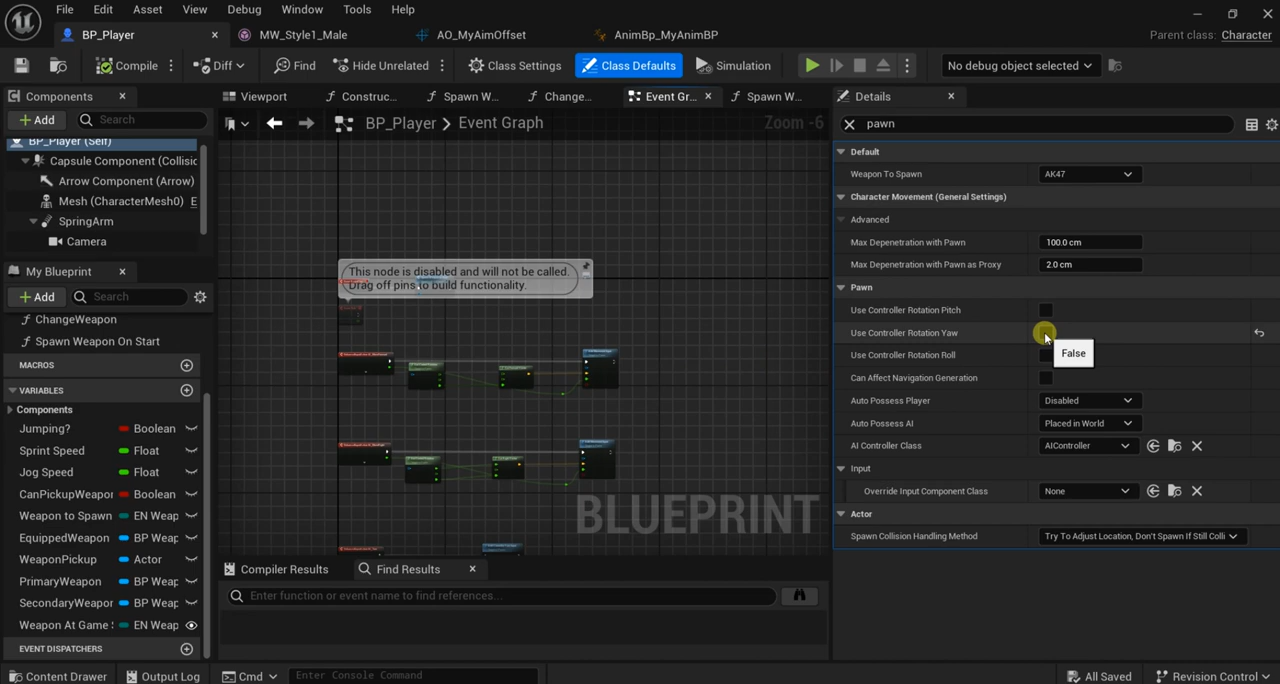 File Edit Asset View Debug Window Tools Help
BP_Player MW_Style1_Male AO_MyAimOffset AnimBp_MyAnimBP Parent class: Character
Compile Diff Find Hide Unrelated Class Settings Class Defaults Simulation No debug object selected
Components Viewport Construc... Spawn W... Change... Event Gr... Spawn W... Details
Add Search BP_Player Event Graph Zoom -6 pawn
BP_Player (Self)
Capsule Component (Collisic
Arrow Component (Arrow)
Mesh (CharacterMesh0) E
SpringArm
Camera
My Blueprint
Add Search
ChangeWeapon
Spawn Weapon On Start
MACROS
VARIABLES
Components
Jumping? Boolean
Sprint Speed Float
Jog Speed Float
CanPickupWeapor Boolean
Weapon to Spawn EN Weap
EquippedWeapon BP Weap
WeaponPickup Actor
PrimaryWeapon BP Weap
SecondaryWeapor BP Weap
Weapon At Game S EN Weap
EVENT DISPATCHERS
This node is disabled and will not be called.
Drag off pins to build functionality.
BLUEPRINT
Compiler Results Find Results
Enter function or event name to find references...
Default
Weapon To Spawn AK47
Character Movement (General Settings)
Advanced
Max Depenetration with Pawn 100.0 cm
Max Depenetration with Pawn as Proxy 2.0 cm
Pawn
Use Controller Rotation Pitch
Use Controller Rotation Yaw
False
Use Controller Rotation Roll
Can Affect Navigation Generation
Auto Possess Player Disabled
Auto Possess AI Placed in World
AI Controller Class AIController
Input
Override Input Component Class None
Actor
Spawn Collision Handling Method Try To Adjust Location, Don't Spawn If Still Colli
Content Drawer Output Log Cmd Enter Console Command All Saved Revision Control